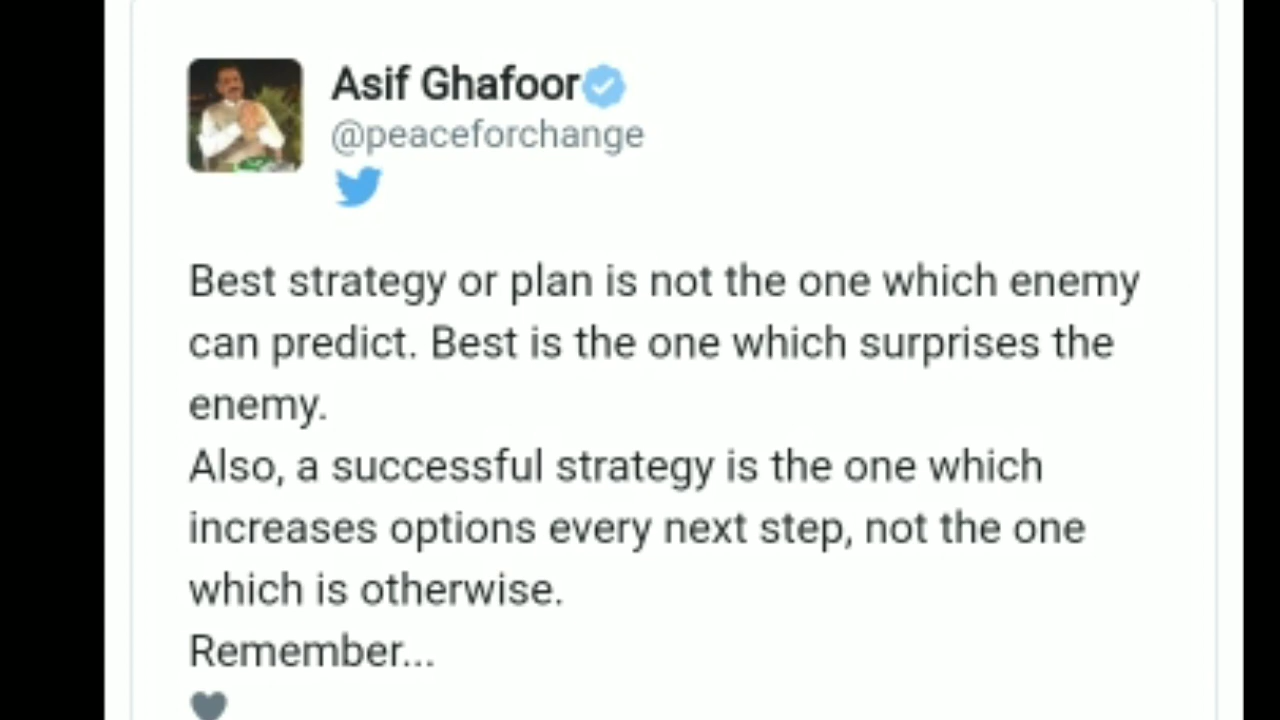 Asif Ghafoor
@peaceforchange
Best strategy or plan is not the one which enemy
can predict. Best is the one which surprises the
enemy.
Also, a successful strategy is the one which
increases options every next step, not the one
which is otherwise.
Remember...